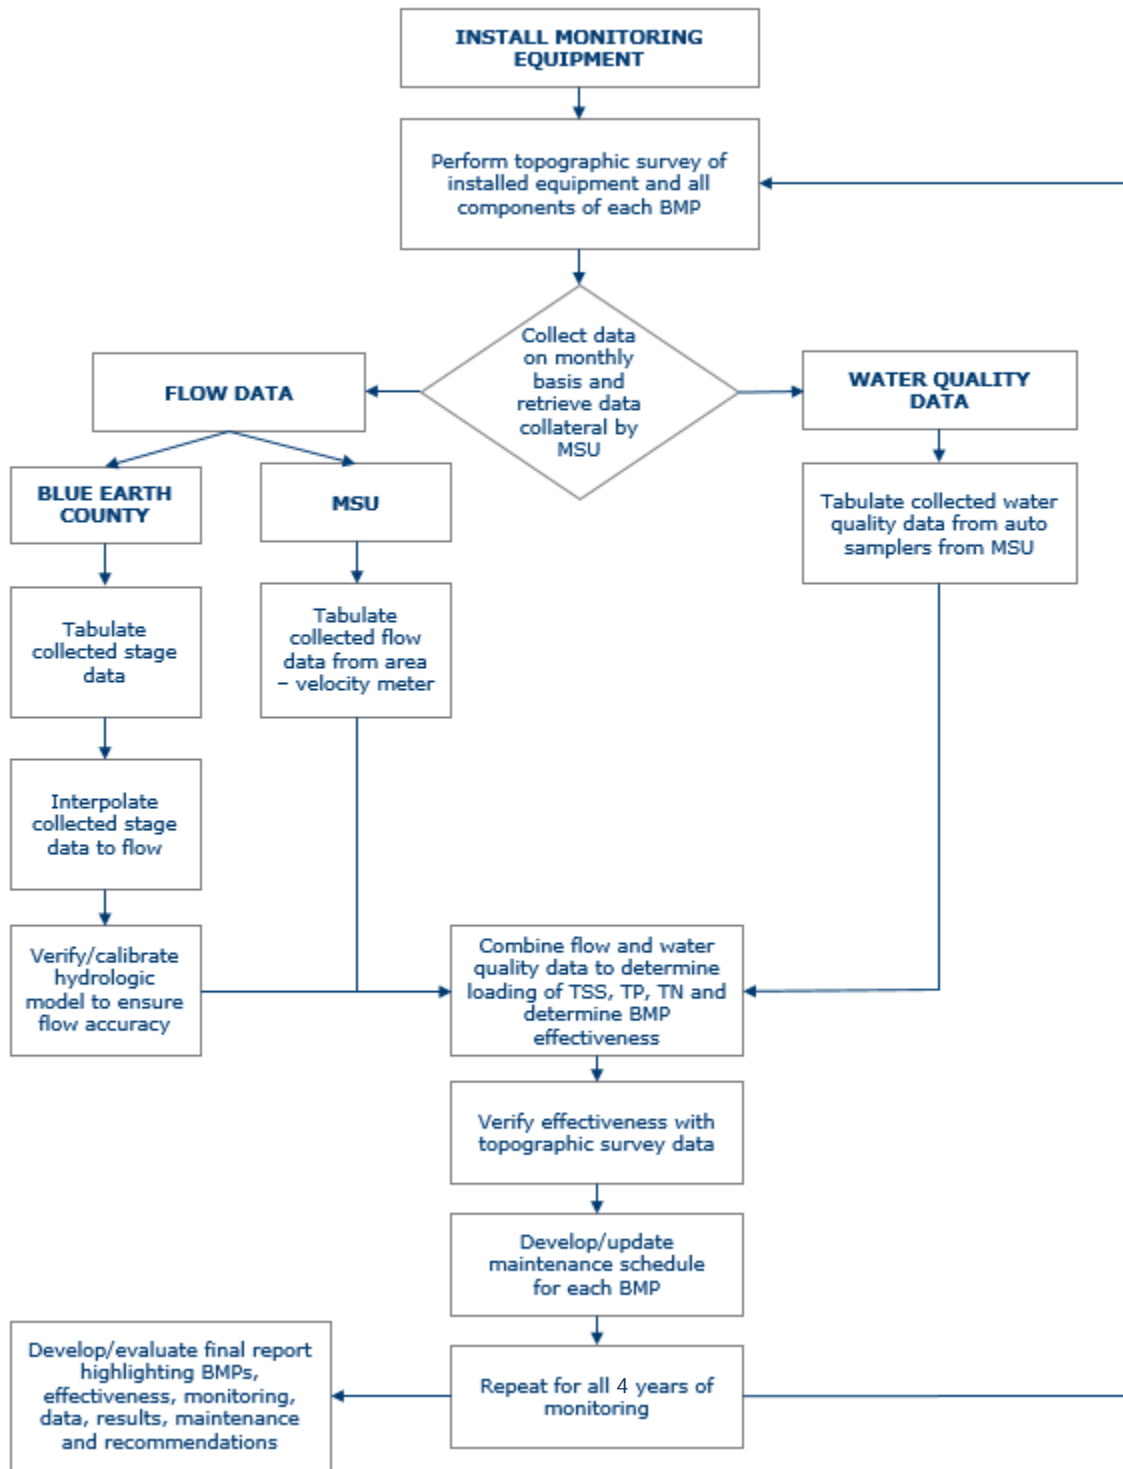 INSTALL MONITORING
EQUIPMENT
Perform topographic survey of
installed equipment and all
components of each BMP
Collect data
on monthly
basis and
retrieve data
collateral by
MSU
FLOW DATA
WATER QUALITY
DATA
BLUE EARTH
COUNTY
MSU
Tabulate collected water
quality data from auto
samplers from MSU
Tabulate
collected stage
data
Tabulate
collected flow
data from area
– velocity meter
Interpolate
collected stage
data to flow
Verify/calibrate
hydrologic
model to ensure
flow accuracy
Combine flow and water
quality data to determine
loading of TSS, TP, TN and
determine BMP
effectiveness
Verify effectiveness with
topographic survey data
Develop/update
maintenance schedule
for each BMP
Repeat for all 4 years of
monitoring
Develop/evaluate final report
highlighting BMPs,
effectiveness, monitoring,
data, results, maintenance
and recommendations